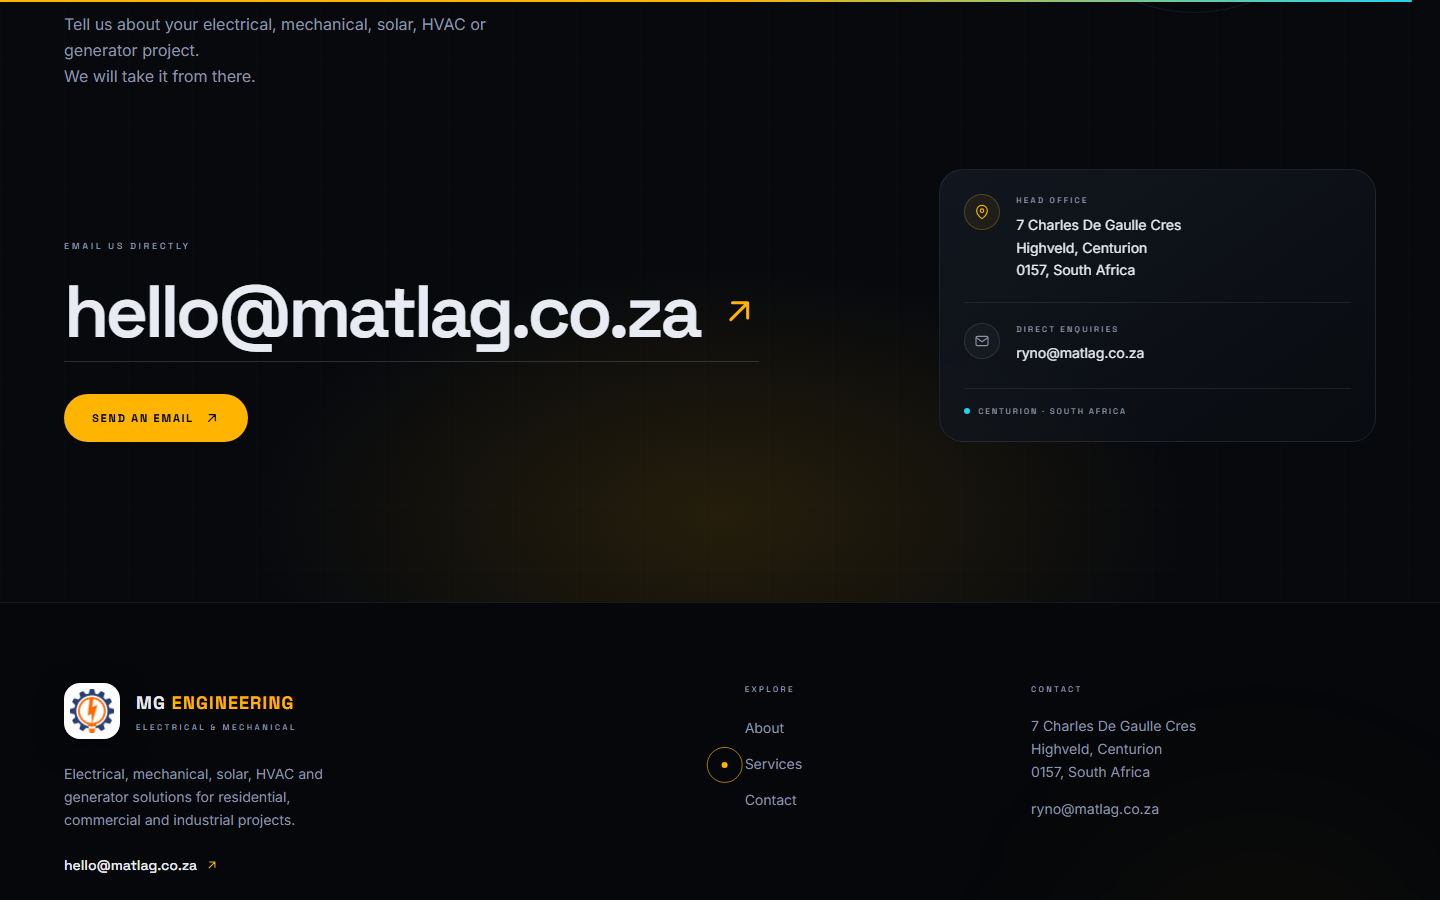 Tell us about your electrical, mechanical, solar, HVAC or
generator project.
We will take it from there.
EMAIL US DIRECTLY
hello@matlag.co.za
SEND AN EMAIL
HEAD OFFICE
7 Charles De Gaulle Cres
Highveld, Centurion
0157, South Africa
DIRECT ENQUIRIES
ryno@matlag.co.za
CENTURION · SOUTH AFRICA
MG ENGINEERING
ELECTRICAL & MECHANICAL
Electrical, mechanical, solar, HVAC and
generator solutions for residential,
commercial and industrial projects.
hello@matlag.co.za
EXPLORE
About
Services
Contact
CONTACT
7 Charles De Gaulle Cres
Highveld, Centurion
0157, South Africa
ryno@matlag.co.za